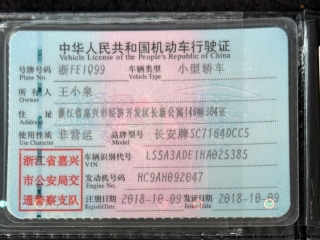 中华人民共和国机动车行驶证
Vehicle License of the People's Republic of China
号牌号码 浙FE1Q99 车辆类型 小型轿车
Plate No. Vehicle Type
所有人 王小泉
Owner
住址 浙江省嘉兴市经济开发区长新公寓146幢304室
Address
使用性质 非营运 品牌型号 长安牌SC7164DCC5
Use Character Model
浙江省嘉兴市公安局交通警察支队
车辆识别代号 LS5A3ADE1HA025385
VIN
发动机号码 HC9AH092047
Engine No.
注册日期 2018-10-09 发证日期 2018-10-09
Register Date Issue Date